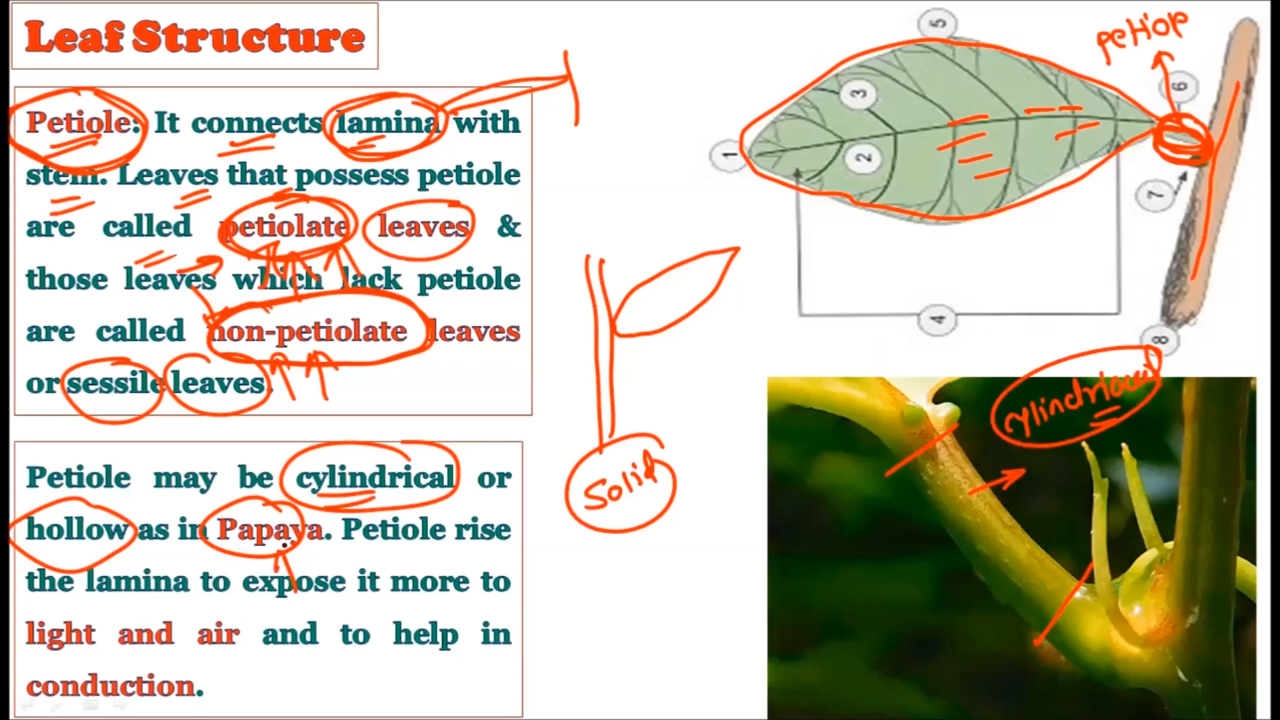 Leaf Structure
Petiole: It connects lamina with
stem. Leaves that possess petiole
are called petiolate leaves &
those leaves which lack petiole
are called non-petiolate leaves
or sessile leaves.
Petiole may be cylindrical or
hollow as in Papaya. Petiole rise
the lamina to expose it more to
light and air and to help in
conduction.
Solid
petiop
5
6
3
1
2
7
4
8
cylindrical